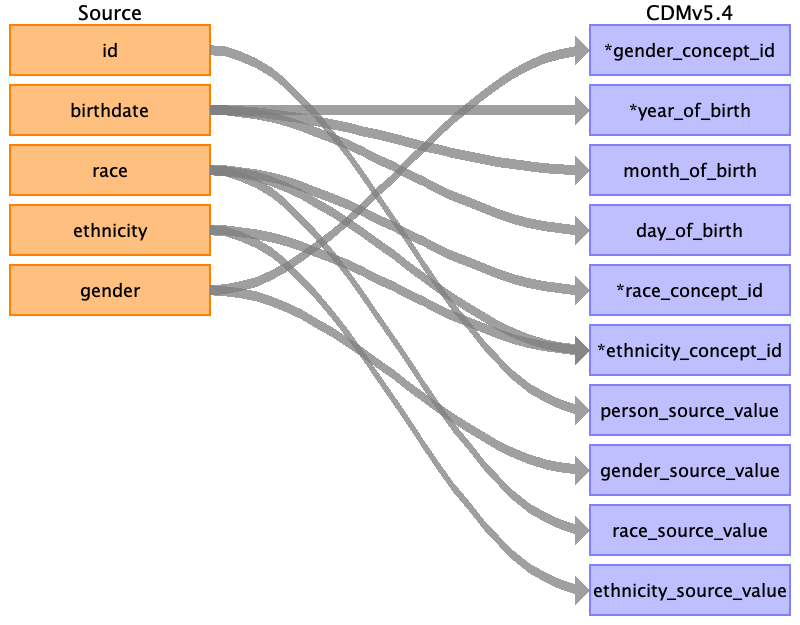 Source
CDMv5.4
id
*gender_concept_id
birthdate
*year_of_birth
race
month_of_birth
ethnicity
day_of_birth
gender
*race_concept_id
*ethnicity_concept_id
person_source_value
gender_source_value
race_source_value
ethnicity_source_value